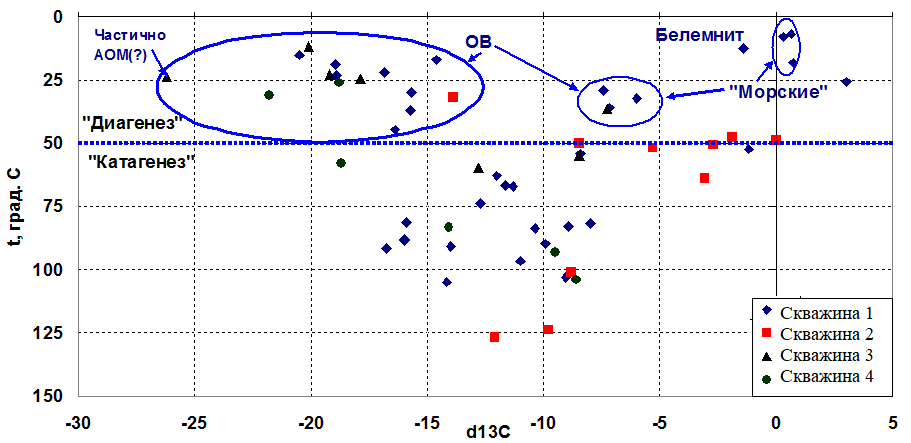 0
25
50
75
100
125
150
t, град. С
Частично
АОМ(?)
ОВ
Белемнит
"Морские"
"Диагенез"
"Катагенез"
Скважина 1
Скважина 2
Скважина 3
Скважина 4
-30
-25
-20
-15
-10
-5
0
5
d13C